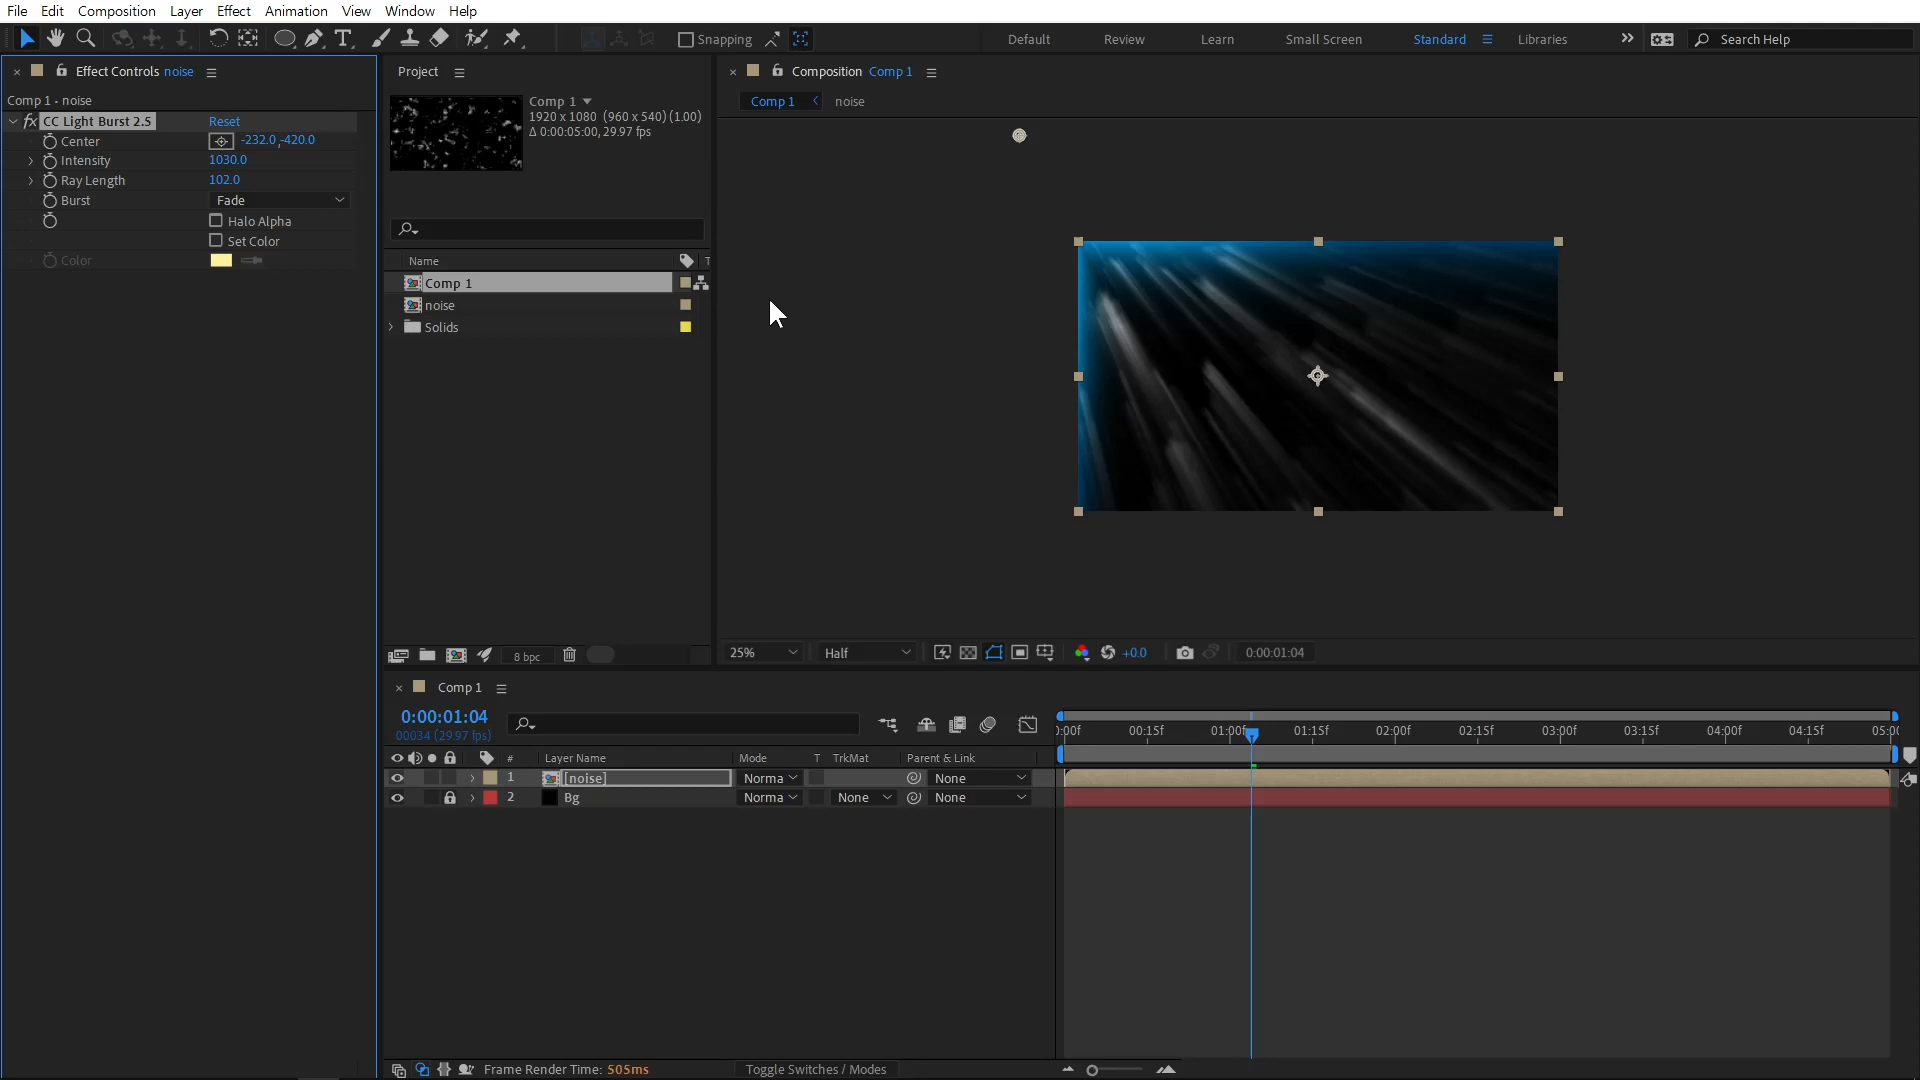 File Edit Composition Layer Effect Animation View Window Help
Snapping Default Review Learn Small Screen Standard Libraries Search Help
Effect Controls noise
Comp 1 • noise
fx CC Light Burst 2.5 Reset
Center -232.0,-420.0
Intensity 1030.0
Ray Length 102.0
Burst Fade
Halo Alpha
Set Color
Color
Project
Comp 1
1920 x 1080 (960 x 540) (1.00)
Δ 0:00:05:00, 29.97 fps
Name T
Comp 1
noise
Solids
8 bpc
Composition Comp 1
Comp 1 noise
25% Half +0.0 0:00:01:04
Comp 1
0:00:01:04
00034 (29.97 fps)
# Layer Name Mode T TrkMat Parent & Link
1 [noise] Norma None
2 Bg Norma None None
0:00f 00:15f 01:00f 01:15f 02:00f 02:15f 03:00f 03:15f 04:00f 04:15f 05:00
Frame Render Time: 505ms Toggle Switches / Modes